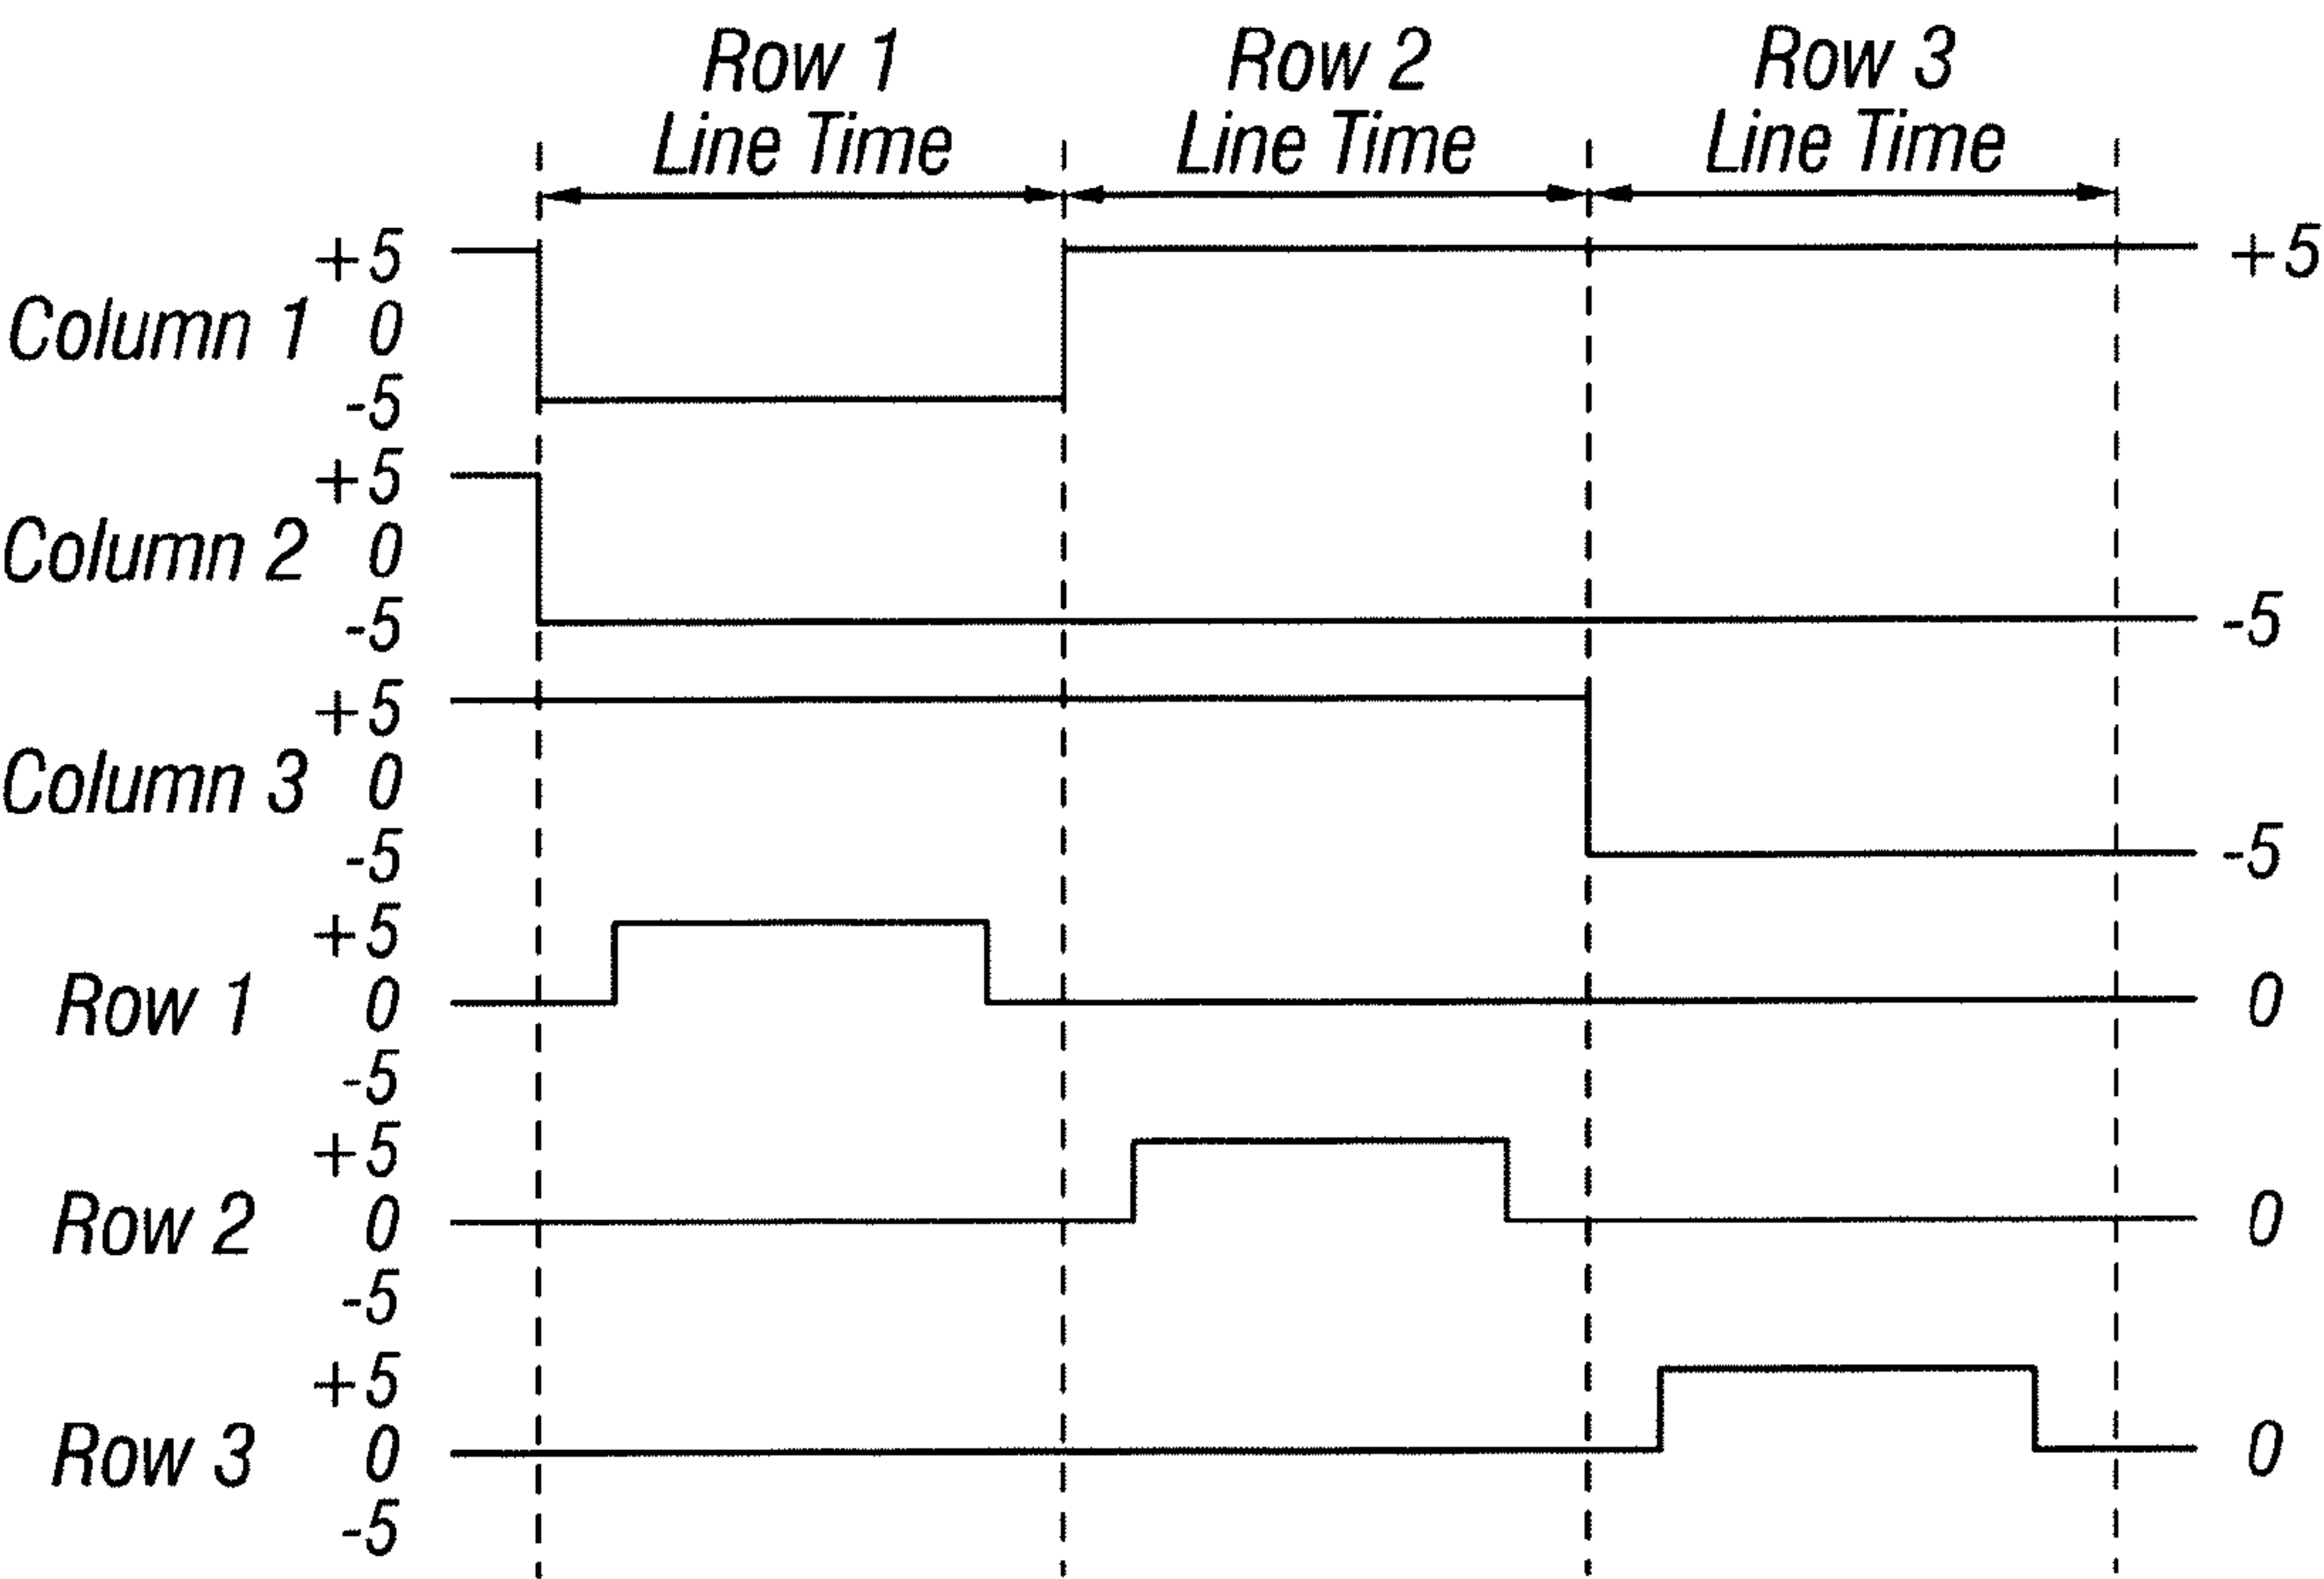 Row 1 Row 2 Row 3
Line Time Line Time Line Time
+5 +5
Column 1 0
-5
+5
Column 2 0
-5 -5
+5
Column 3 0
-5 -5
+5
Row 1 0 0
-5
+5
Row 2 0 0
-5
+5
Row 3 0 0
-5